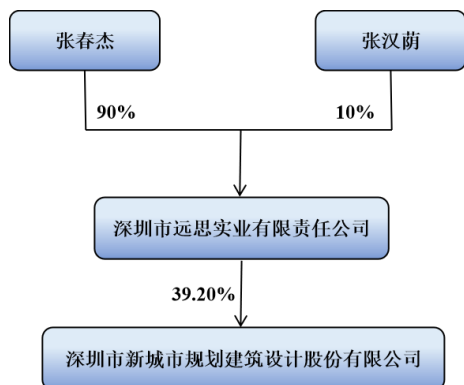 张春杰
张汉荫
90%
10%
深圳市远思实业有限责任公司
39.20%
深圳市新城市规划建筑设计股份有限公司